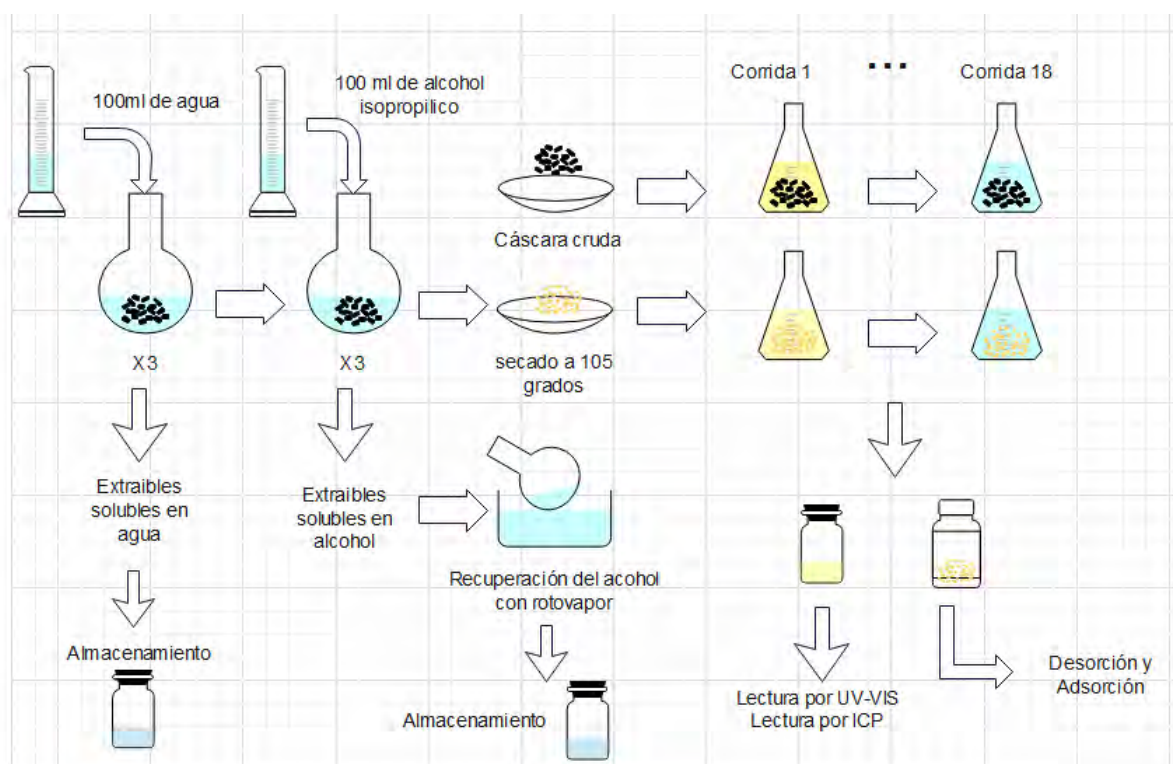 100ml de agua
100 ml de alcohol
isopropilico
Corrida 1
...
Corrida 18
Cáscara cruda
X3
X3
secado a 105
grados
Extraibles
solubles en
agua
Extraibles
solubles en
alcohol
Recuperación del acohol
con rotovapor
Almacenamiento
Almacenamiento
Lectura por UV-VIS
Lectura por ICP
Desorción y
Adsorción